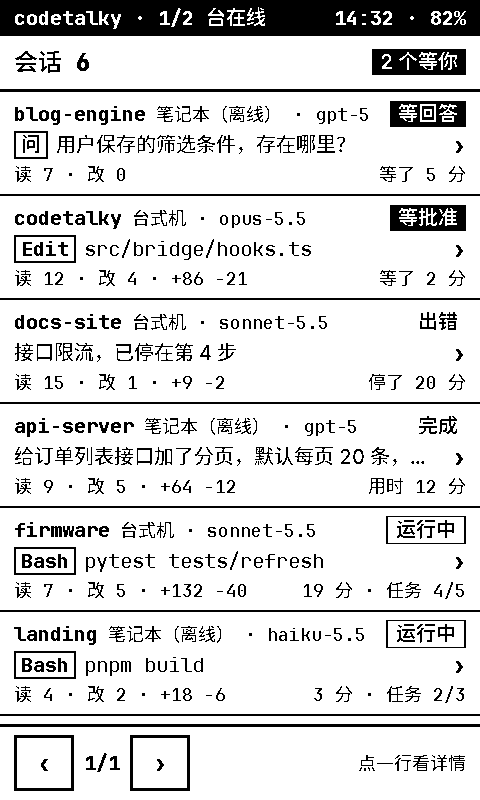 codetalky · 1/2 台在线 14:32 · 82%
会话 6 2 个等你
blog-engine 笔记本（离线） · gpt-5 等回答
问 用户保存的筛选条件，存在哪里? ›
读 7 · 改 0 等了 5 分
codetalky 台式机 · opus-5.5 等批准
Edit src/bridge/hooks.ts ›
读 12 · 改 4 · +86 -21 等了 2 分
docs-site 台式机 · sonnet-5.5 出错
接口限流，已停在第 4 步 ›
读 15 · 改 1 · +9 -2 停了 20 分
api-server 笔记本（离线） · gpt-5 完成
给订单列表接口加了分页，默认每页 20 条，… ›
读 9 · 改 5 · +64 -12 用时 12 分
firmware 台式机 · sonnet-5.5 运行中
Bash pytest tests/refresh ›
读 7 · 改 5 · +132 -40 19 分 · 任务 4/5
landing 笔记本（离线） · haiku-5.5 运行中
Bash pnpm build ›
读 4 · 改 2 · +18 -6 3 分 · 任务 2/3
‹ 1/1 › 点一行看详情